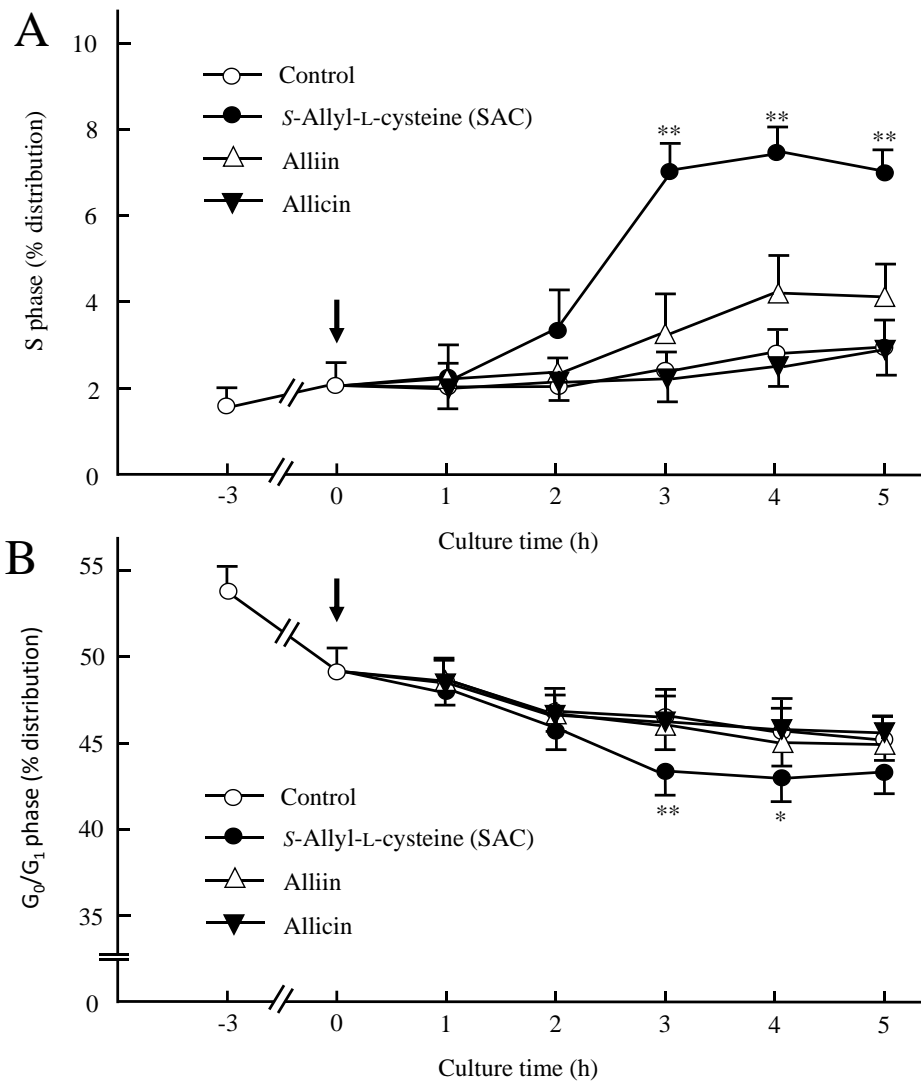 A
S phase (% distribution)
10
8
6
4
2
0
Control
S-Allyl-L-cysteine (SAC)
Alliin
Allicin
**
**
**
-3
0
1
2
3
4
5
Culture time (h)
B
G0/G1 phase (% distribution)
55
50
45
40
35
0
Control
S-Allyl-L-cysteine (SAC)
Alliin
Allicin
**
*
-3
0
1
2
3
4
5
Culture time (h)